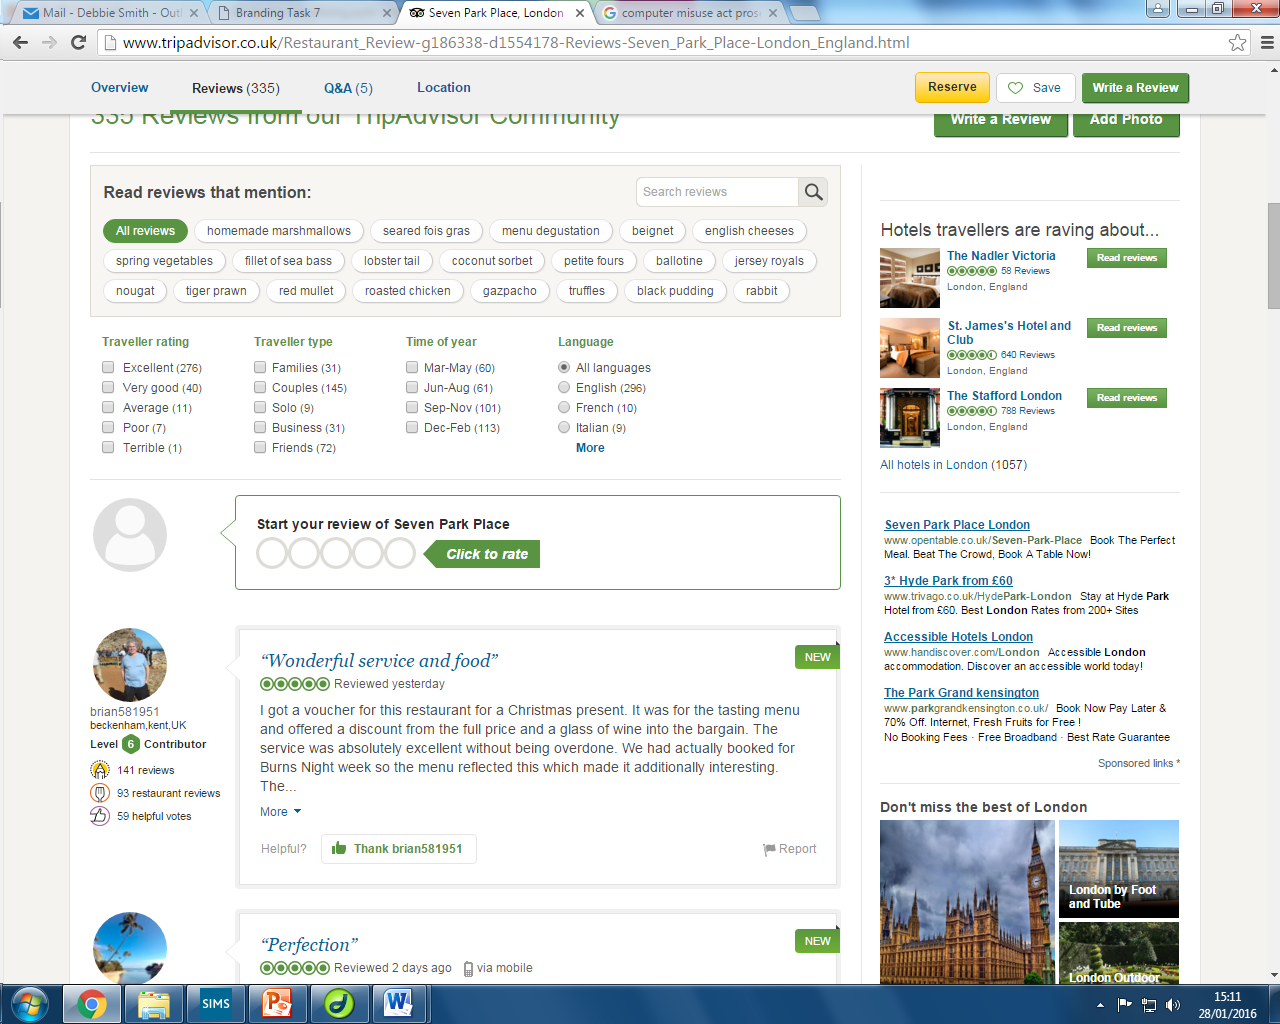 Mail - Debbie Smith - Outl
Branding Task 7
Seven Park Place, London
computer misuse act pros
www.tripadvisor.co.uk/Restaurant_Review-g186338-d1554178-Reviews-Seven_Park_Place-London_England.html
Overview
Reviews (335)
Q&A (5)
Location
Reserve
Save
Write a Review
335 Reviews from our TripAdvisor Community
Write a Review
Add Photo
Read reviews that mention:
Search reviews
All reviews
homemade marshmallows
seared fois gras
menu degustation
beignet
english cheeses
spring vegetables
fillet of sea bass
lobster tail
coconut sorbet
petite fours
ballotine
jersey royals
nougat
tiger prawn
red mullet
roasted chicken
gazpacho
truffles
black pudding
rabbit
Traveller rating
Excellent (276)
Very good (40)
Average (11)
Poor (7)
Terrible (1)
Traveller type
Families (31)
Couples (145)
Solo (9)
Business (31)
Friends (72)
Time of year
Mar-May (60)
Jun-Aug (61)
Sep-Nov (101)
Dec-Feb (113)
Language
All languages
English (296)
French (10)
Italian (9)
More
Start your review of Seven Park Place
Click to rate
brian581951
beckenham,kent,UK
Level 6 Contributor
141 reviews
93 restaurant reviews
59 helpful votes
“Wonderful service and food”
NEW
Reviewed yesterday
I got a voucher for this restaurant for a Christmas present. It was for the tasting menu
and offered a discount from the full price and a glass of wine into the bargain. The
service was absolutely excellent without being overdone. We had actually booked for
Burns Night week so the menu reflected this which made it additionally interesting.
The...
More
Helpful?
Thank brian581951
Report
“Perfection”
NEW
Reviewed 2 days ago
via mobile
Hotels travellers are raving about...
The Nadler Victoria
58 Reviews
London, England
Read reviews
St. James's Hotel and
Club
640 Reviews
London, England
Read reviews
The Stafford London
788 Reviews
London, England
Read reviews
All hotels in London (1057)
Seven Park Place London
www.opentable.co.uk/Seven-Park-Place Book The Perfect
Meal. Beat The Crowd, Book A Table Now!
3* Hyde Park from £60
www.trivago.co.uk/HydePark-London Stay at Hyde Park
Hotel from £60. Best London Rates from 200+ Sites
Accessible Hotels London
www.handiscover.com/London Accessible London
accommodation. Discover an accessible world today!
The Park Grand kensington
www.parkgrandkensington.co.uk/ Book Now Pay Later &
70% Off. Internet, Fresh Fruits for Free !
No Booking Fees · Free Broadband · Best Rate Guarantee
Sponsored links *
Don't miss the best of London
London by Foot
and Tube
London Outdoor
SIMS
15:11
28/01/2016